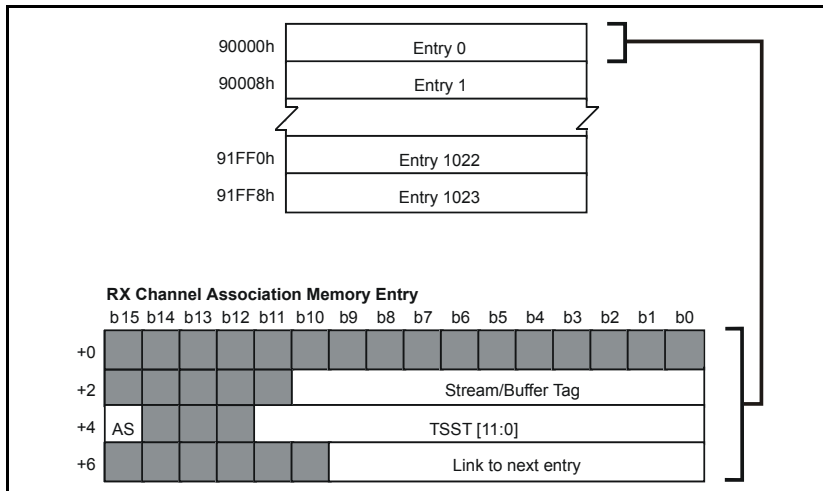 90000h Entry 0
90008h Entry 1
91FF0h Entry 1022
91FF8h Entry 1023
RX Channel Association Memory Entry
b15 b14 b13 b12 b11 b10 b9 b8 b7 b6 b5 b4 b3 b2 b1 b0
+0
+2 Stream/Buffer Tag
+4 AS TSST [11:0]
+6 Link to next entry